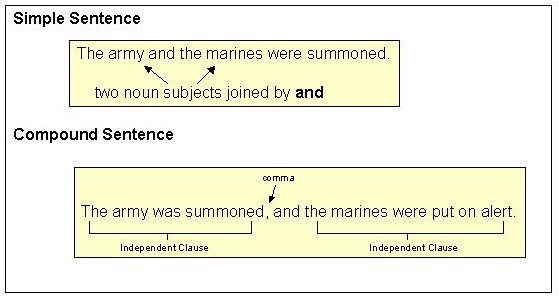 Simple Sentence
The army and the marines were summoned.
two noun subjects joined by and
Compound Sentence
comma
The army was summoned, and the marines were put on alert.
Independent Clause Independent Clause